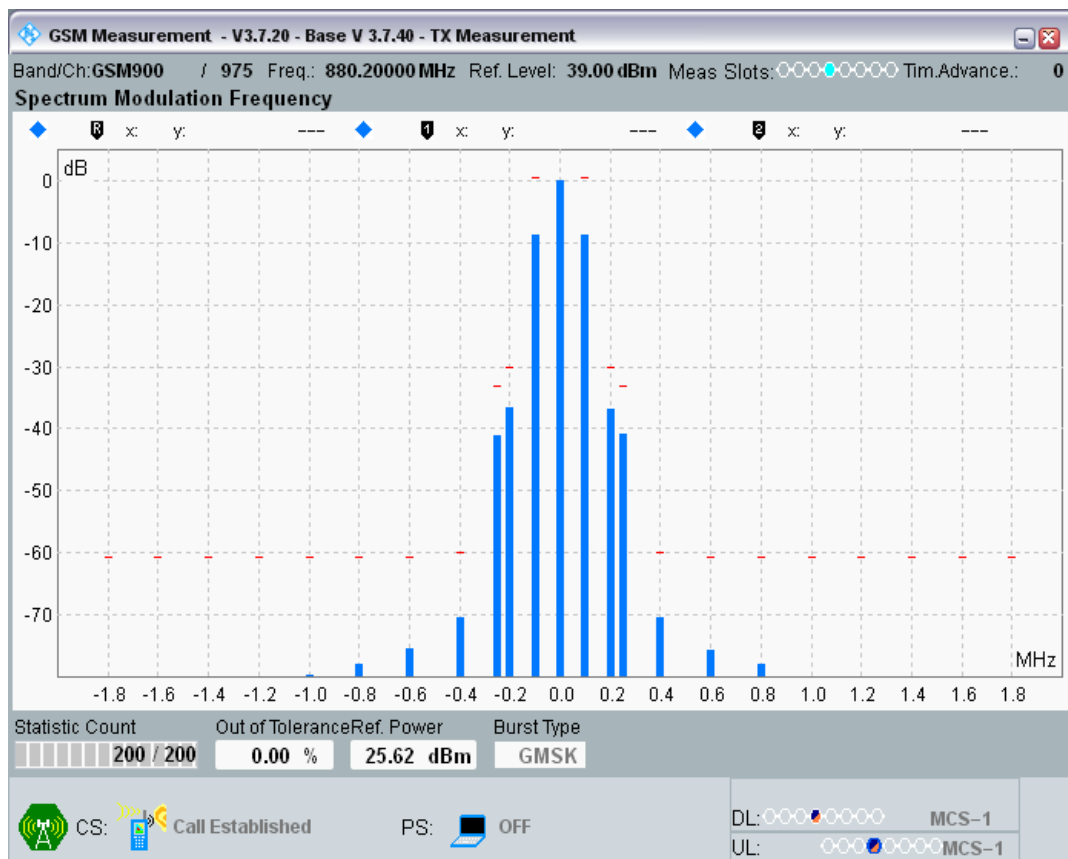 GSM Measurement - V3.7.20 - Base V 3.7.40 - TX Measurement
Band/Ch:GSM900 / 975 Freq.: 880.20000 MHz Ref. Level: 39.00 dBm Meas Slots: Tim.Advance.: 0
Spectrum Modulation Frequency
R x: y: --- 1 x: y: --- 2 x: y: ---
dB
0
-10
-20
-30
-40
-50
-60
-70
MHz
-1.8 -1.6 -1.4 -1.2 -1.0 -0.8 -0.6 -0.4 -0.2 0.0 0.2 0.4 0.6 0.8 1.0 1.2 1.4 1.6 1.8
Statistic Count Out of Tolerance Ref. Power Burst Type
200 / 200 0.00 % 25.62 dBm GMSK
CS: Call Established PS: OFF
DL: MCS-1
UL: MCS-1